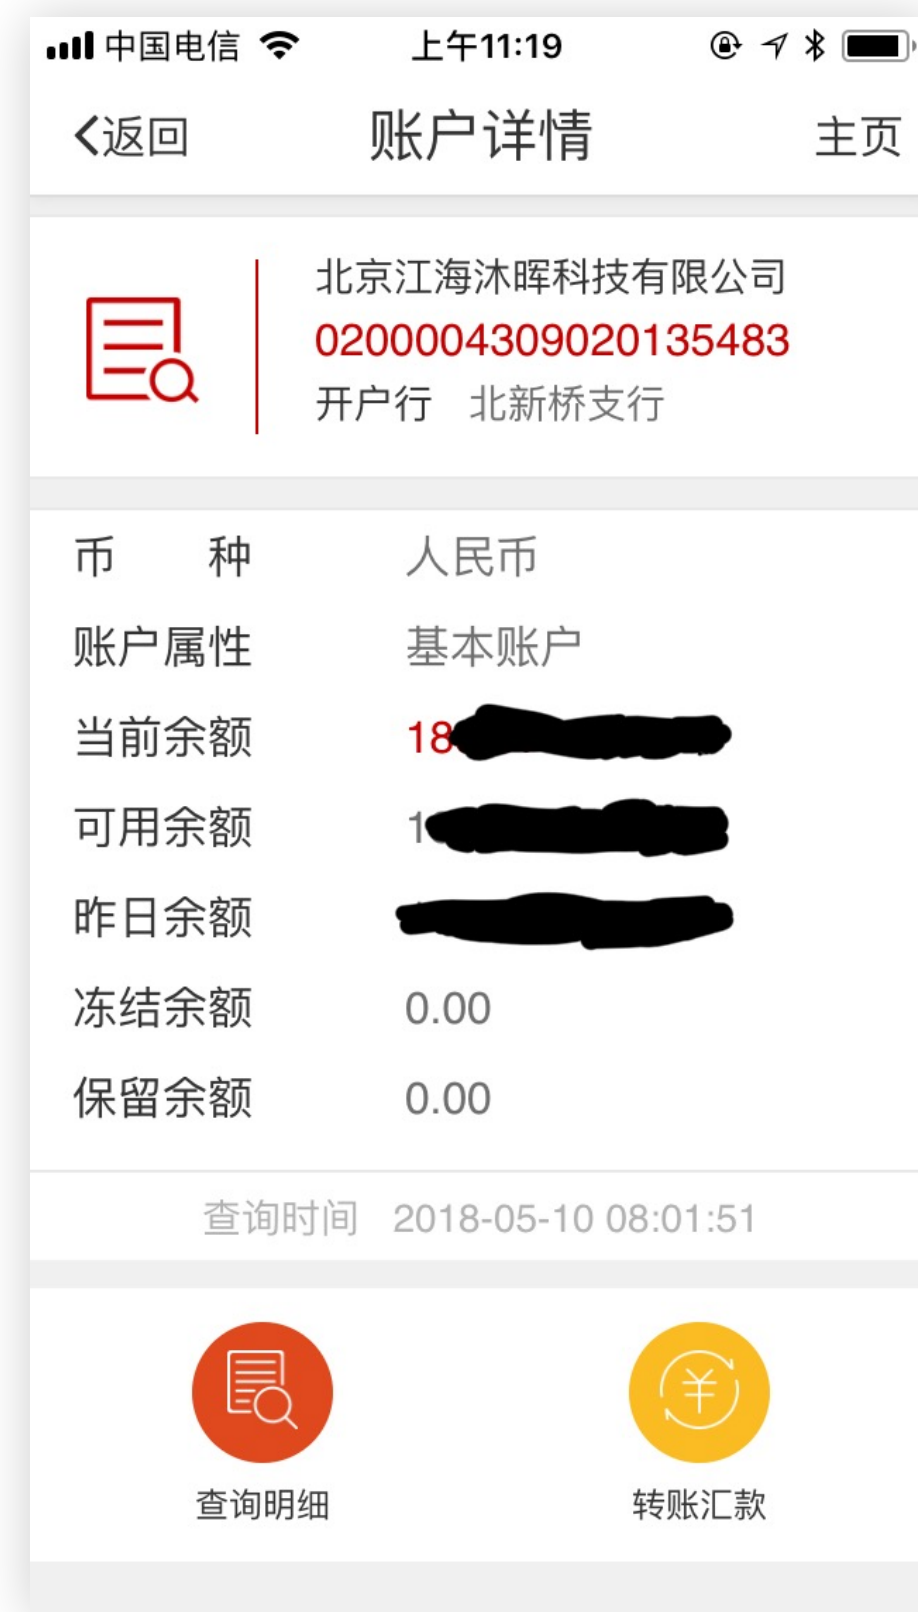 中国电信 上午11:19
返回 账户详情 主页
北京江海沐晖科技有限公司
0200004309020135483
开户行 北新桥支行
币 种 人民币
账户属性 基本账户
当前余额 18
可用余额 1
昨日余额
冻结余额 0.00
保留余额 0.00
查询时间 2018-05-10 08:01:51
¥
查询明细 转账汇款